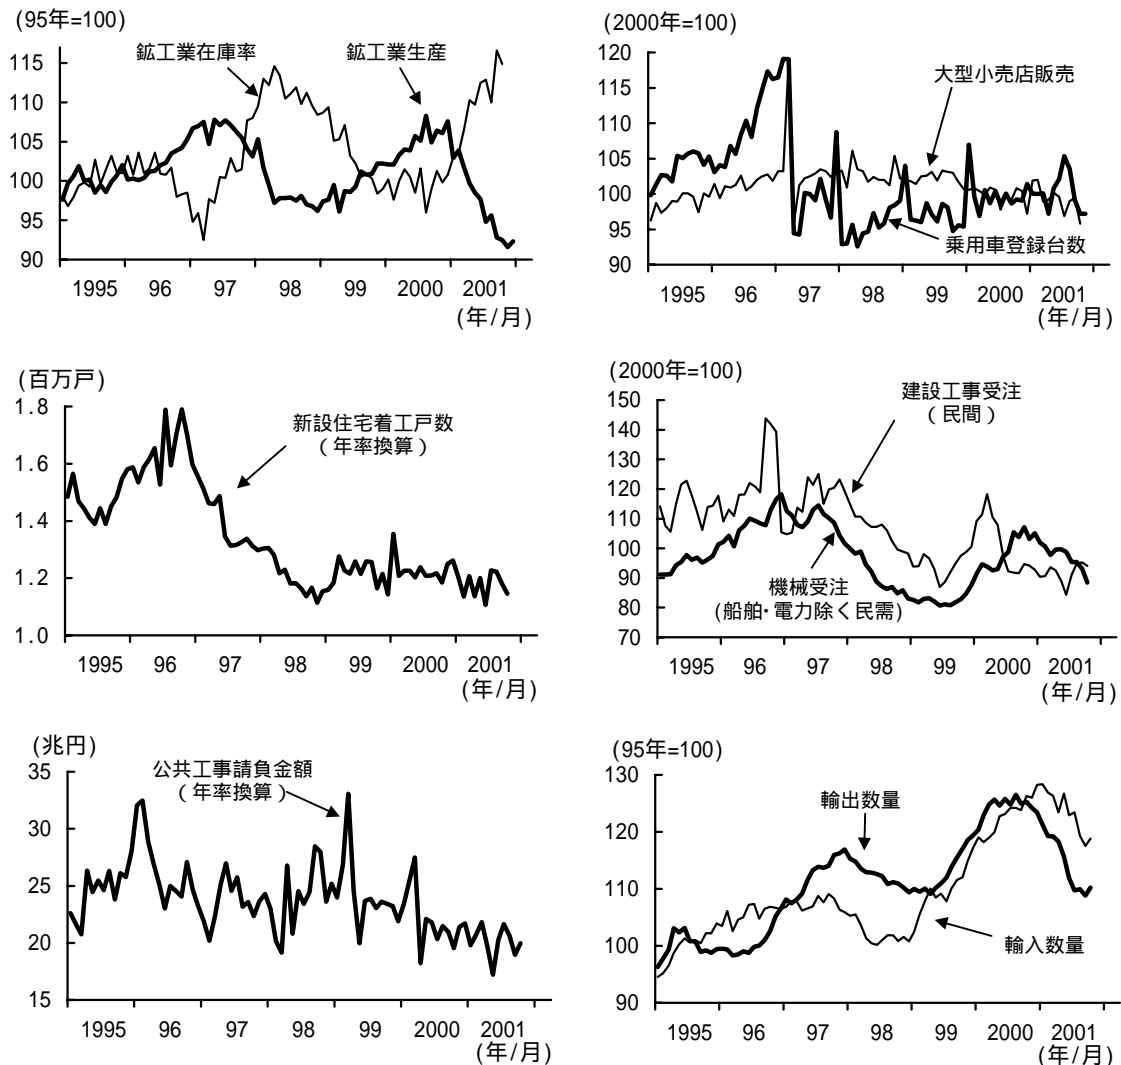 (95年=100)
鉱工業在庫率
鉱工業生産
115
110
105
100
95
90
1995 96 97 98 99 2000 2001
(年/月)
(2000年=100)
大型小売店販売
乗用車登録台数
120
115
110
105
100
95
90
1995 96 97 98 99 2000 2001
(年/月)
(百万戸)
新設住宅着工戸数
（年率換算）
1.8
1.6
1.4
1.2
1.0
1995 96 97 98 99 2000 2001
(年/月)
(2000年=100)
建設工事受注
（民間）
機械受注
(船舶･電力除く民需)
150
140
130
120
110
100
90
80
70
1995 96 97 98 99 2000 2001
(年/月)
(兆円)
公共工事請負金額
（年率換算）
35
30
25
20
15
1995 96 97 98 99 2000 2001
(年/月)
(95年=100)
輸出数量
輸入数量
130
120
110
100
90
1995 96 97 98 99 2000 2001
(年/月)